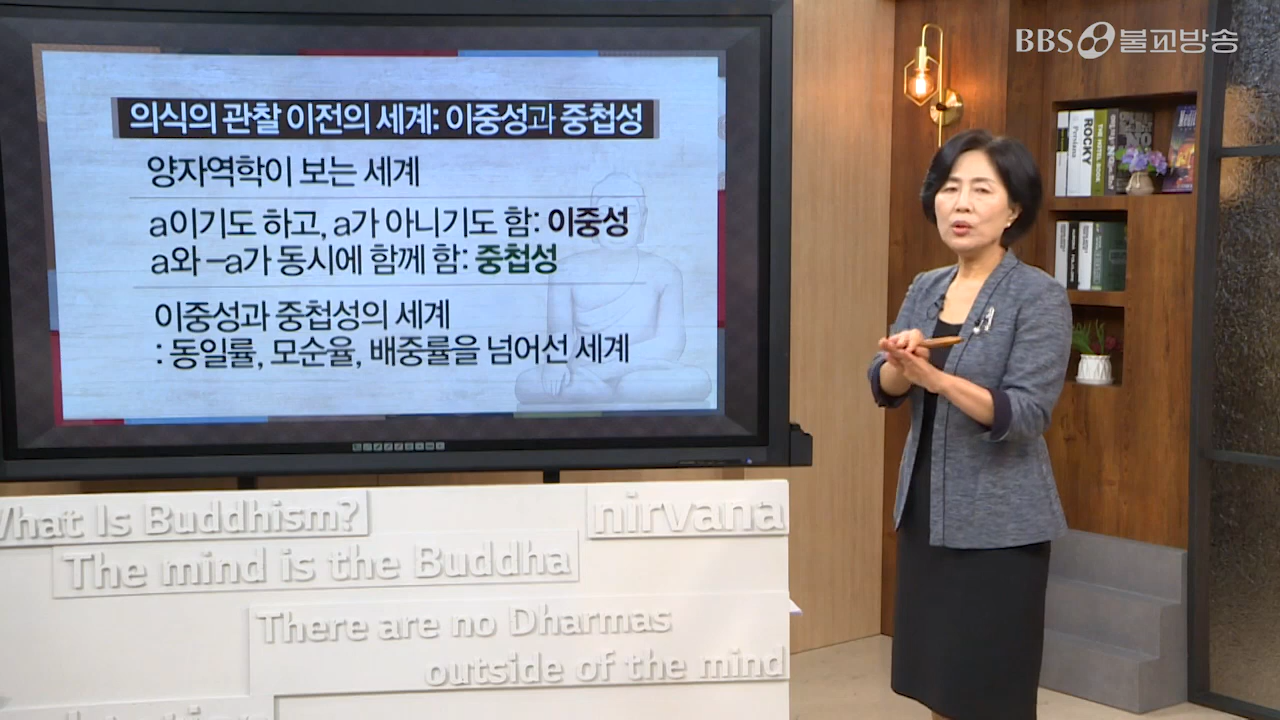 BBS 불교방송
의식의 관찰 이전의 세계: 이중성과 중첩성
양자역학이 보는 세계
a이기도 하고, a가 아니기도 함: 이중성
a와 –a가 동시에 함께 함: 중첩성
이중성과 중첩성의 세계
: 동일률, 모순율, 배중률을 넘어선 세계
ROCKY
THE HOTEL BOOK
What Is Buddhism?
nirvana
The mind is the Buddha
There are no Dharmas
outside of the mind